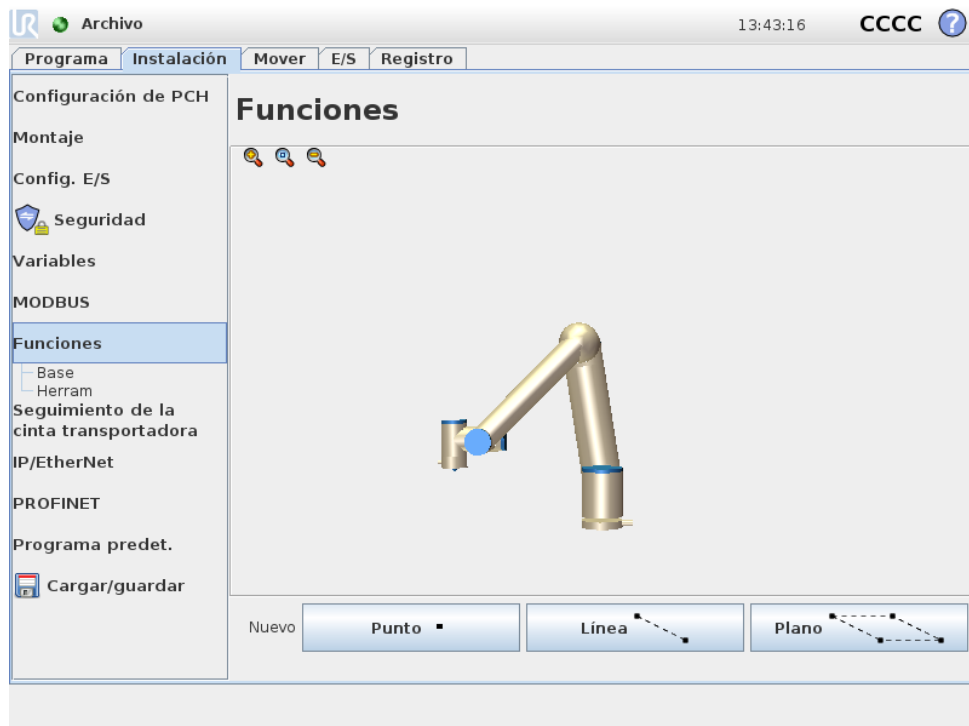 UR Archivo 13:43:16 CCCC ?
Programa Instalación Mover E/S Registro
Configuración de PCH
Montaje
Config. E/S
Seguridad
Variables
MODBUS
Funciones
Base
Herram
Seguimiento de la
cinta transportadora
IP/EtherNet
PROFINET
Programa predet.
Cargar/guardar
Funciones
Nuevo Punto Línea Plano